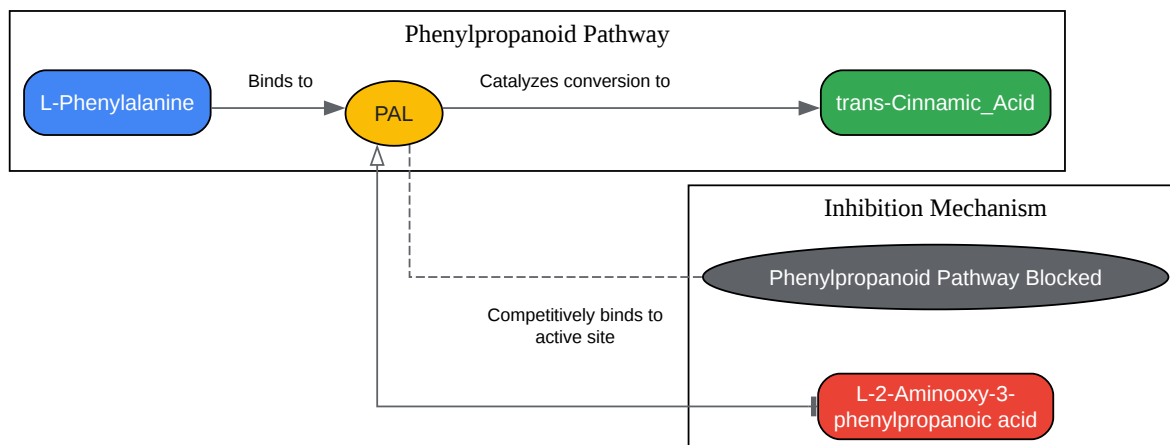 Phenylpropanoid Pathway
L-Phenylalanine
Binds to
PAL
Catalyzes conversion to
trans-Cinnamic_Acid
Inhibition Mechanism
Phenylpropanoid Pathway Blocked
Competitively binds to
active site
L-2-Aminooxy-3-
phenylpropanoic acid